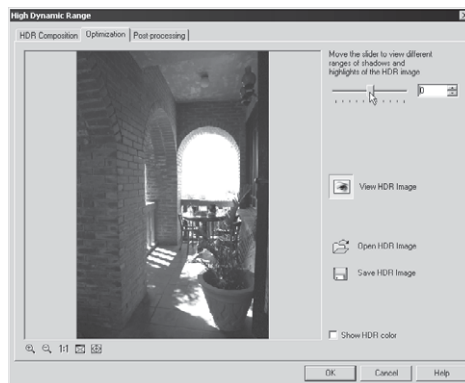 High Dynamic Range
HDR Composition Optimization Post-processing
Move the slider to view different
ranges of shadows and
highlights of the HDR image
0
View HDR Image
Open HDR Image
Save HDR Image
Show HDR color
1:1
OK Cancel Help